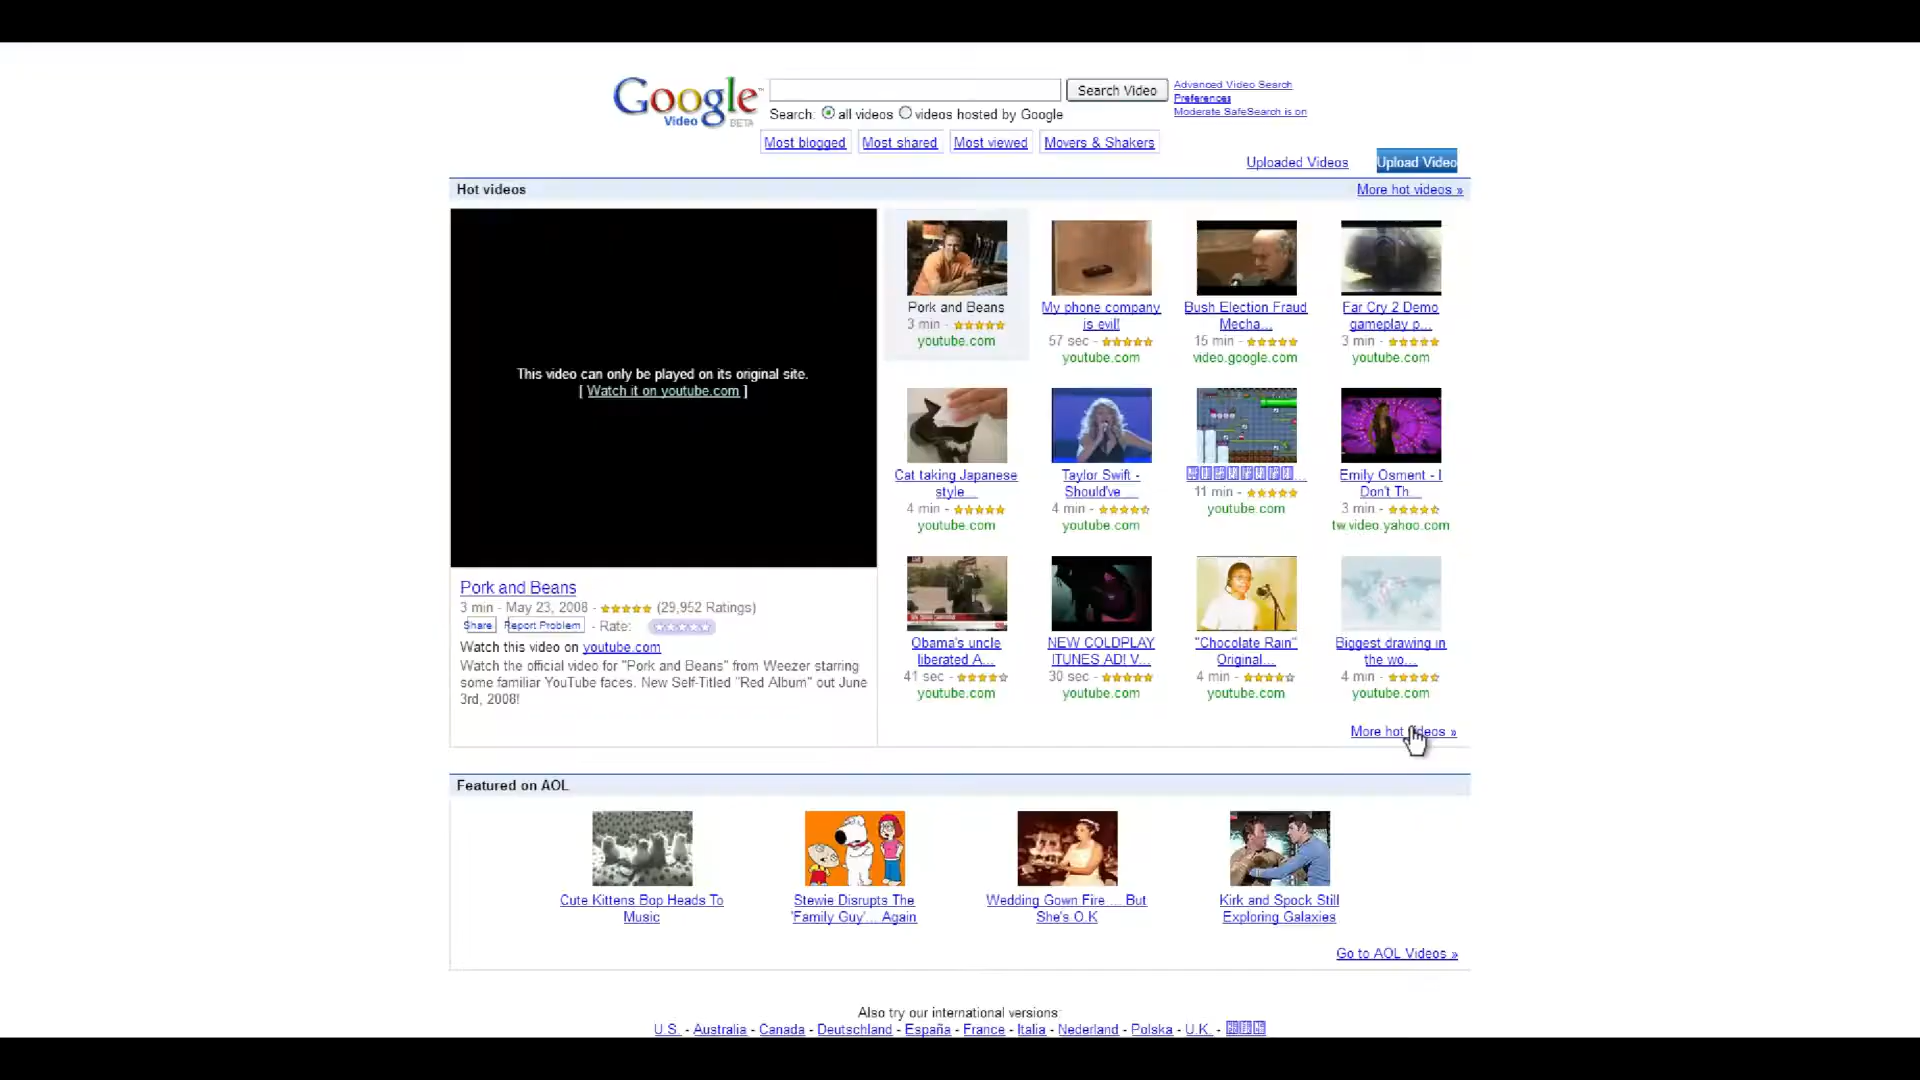 Google
Video BETA
Search Video
Advanced Video Search
Preferences
Moderate SafeSearch is on
Search: all videos videos hosted by Google
Most blogged Most shared Most viewed Movers & Shakers
Uploaded Videos Upload Video
Hot videos More hot videos »
This video can only be played on its original site.
[ Watch it on youtube.com ]
Pork and Beans
3 min -
youtube.com
My phone company
is evil!
57 sec -
youtube.com
Bush Election Fraud
Mecha...
15 min -
video.google.com
Far Cry 2 Demo
gameplay p...
3 min -
youtube.com
Cat taking Japanese
style...
4 min -
youtube.com
Taylor Swift -
Should've ...
4 min -
youtube.com
...
11 min -
youtube.com
Emily Osment - I
Don't Th...
3 min -
tw.video.yahoo.com
Obama's uncle
liberated A...
41 sec -
youtube.com
NEW COLDPLAY
ITUNES AD! V...
30 sec -
youtube.com
"Chocolate Rain"
Original...
4 min -
youtube.com
Biggest drawing in
the wo...
4 min -
youtube.com
Pork and Beans
3 min - May 23, 2008 - (29,952 Ratings)
Share Report Problem - Rate:
Watch this video on youtube.com
Watch the official video for "Pork and Beans" from Weezer starring
some familiar YouTube faces. New Self-Titled "Red Album" out June
3rd, 2008!
More hot videos »
Featured on AOL
Cute Kittens Bop Heads To
Music
Stewie Disrupts The
'Family Guy'... Again
Wedding Gown Fire ... But
She's O.K
Kirk and Spock Still
Exploring Galaxies
Go to AOL Videos »
Also try our international versions:
U.S. - Australia - Canada - Deutschland - España - France - Italia - Nederland - Polska - U.K. -